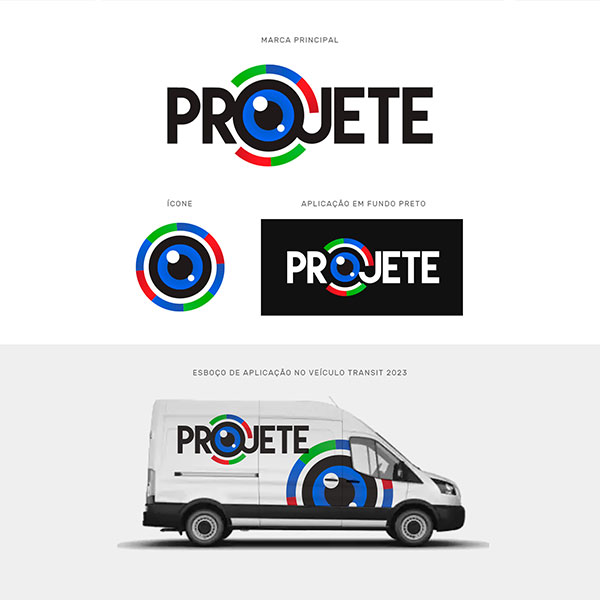 MARCA PRINCIPAL
PROJETE
ÍCONE
APLICAÇÃO EM FUNDO PRETO
PROJETE
ESBOÇO DE APLICAÇÃO NO VEÍCULO TRANSIT 2023
PROJETE